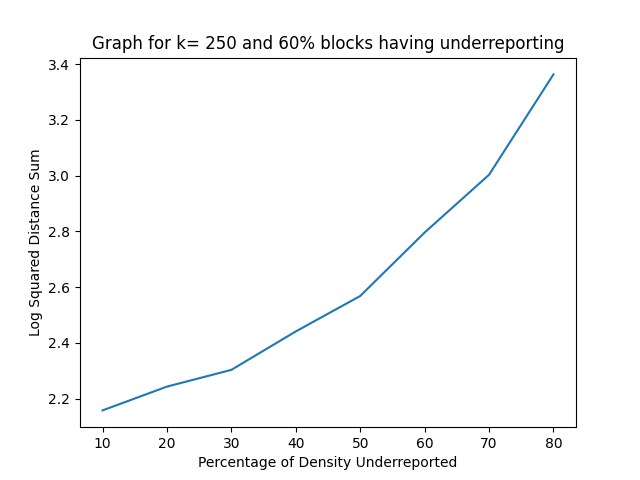 Graph for k= 250 and 60% blocks having underreporting
3.4
3.2
3.0
2.8
2.6
2.4
2.2
Log Squared Distance Sum
10 20 30 40 50 60 70 80
Percentage of Density Underreported